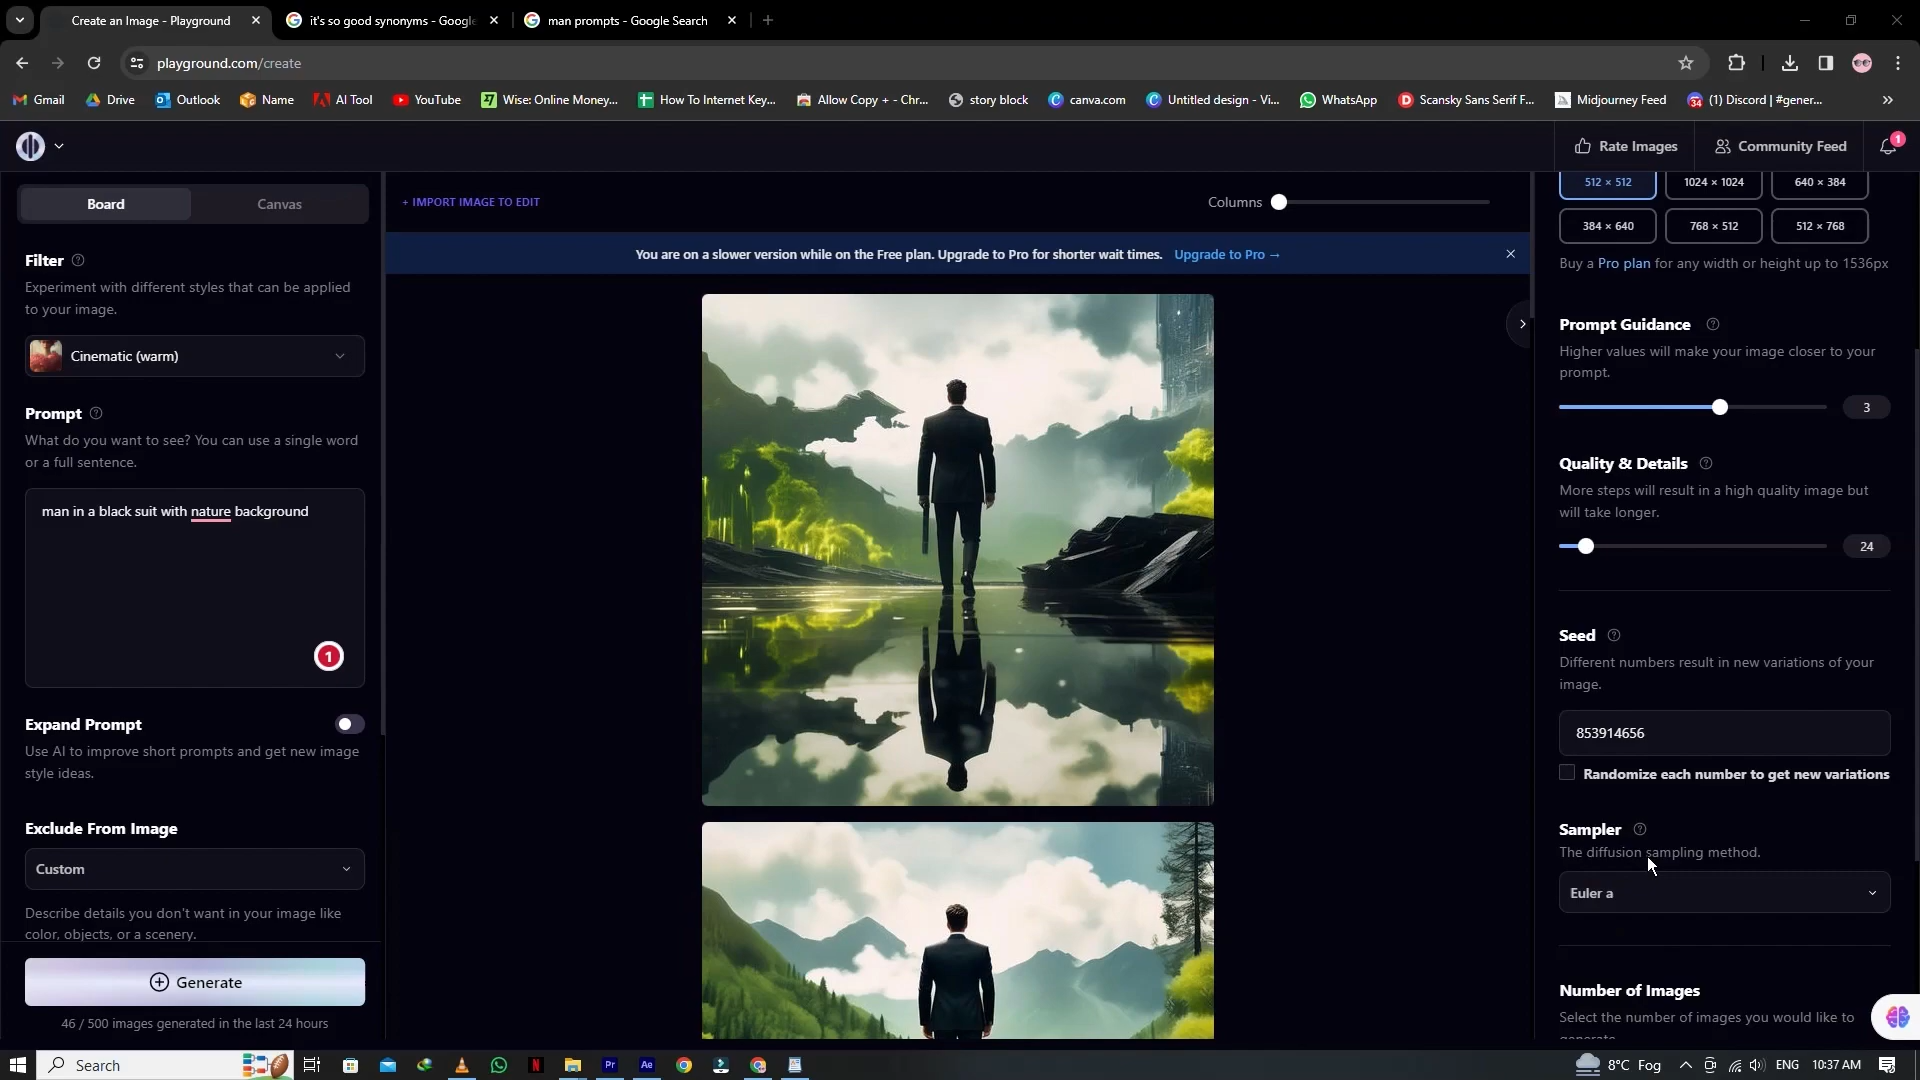 Create an Image - Playground
it's so good synonyms - Google
man prompts - Google Search
playground.com/create
Gmail
Drive
Outlook
Name
AI Tool
YouTube
Wise: Online Money...
How To Internet Key...
Allow Copy + - Chr...
story block
canva.com
Untitled design - Vi...
WhatsApp
Scansky Sans Serif F...
Midjourney Feed
(1) Discord | #gener...
Rate Images
Community Feed
1
Board
Canvas
Filter
Experiment with different styles that can be applied
to your image.
Cinematic (warm)
Prompt
What do you want to see? You can use a single word
or a full sentence.
man in a black suit with nature background
1
Expand Prompt
Use AI to improve short prompts and get new image
style ideas.
Exclude From Image
Custom
Describe details you don't want in your image like
color, objects, or a scenery.
Generate
46 / 500 images generated in the last 24 hours
+ IMPORT IMAGE TO EDIT
Columns
You are on a slower version while on the Free plan. Upgrade to Pro for shorter wait times. Upgrade to Pro →
512 × 512
1024 × 1024
640 × 384
384 × 640
768 × 512
512 × 768
Buy a Pro plan for any width or height up to 1536px
Prompt Guidance
Higher values will make your image closer to your
prompt.
3
Quality & Details
More steps will result in a high quality image but
will take longer.
24
Seed
Different numbers result in new variations of your
image.
853914656
Randomize each number to get new variations
Sampler
The diffusion sampling method.
Euler a
Number of Images
Select the number of images you would like to
generate.
Search
Pr
Ae
8°C Fog
ENG
10:37 AM